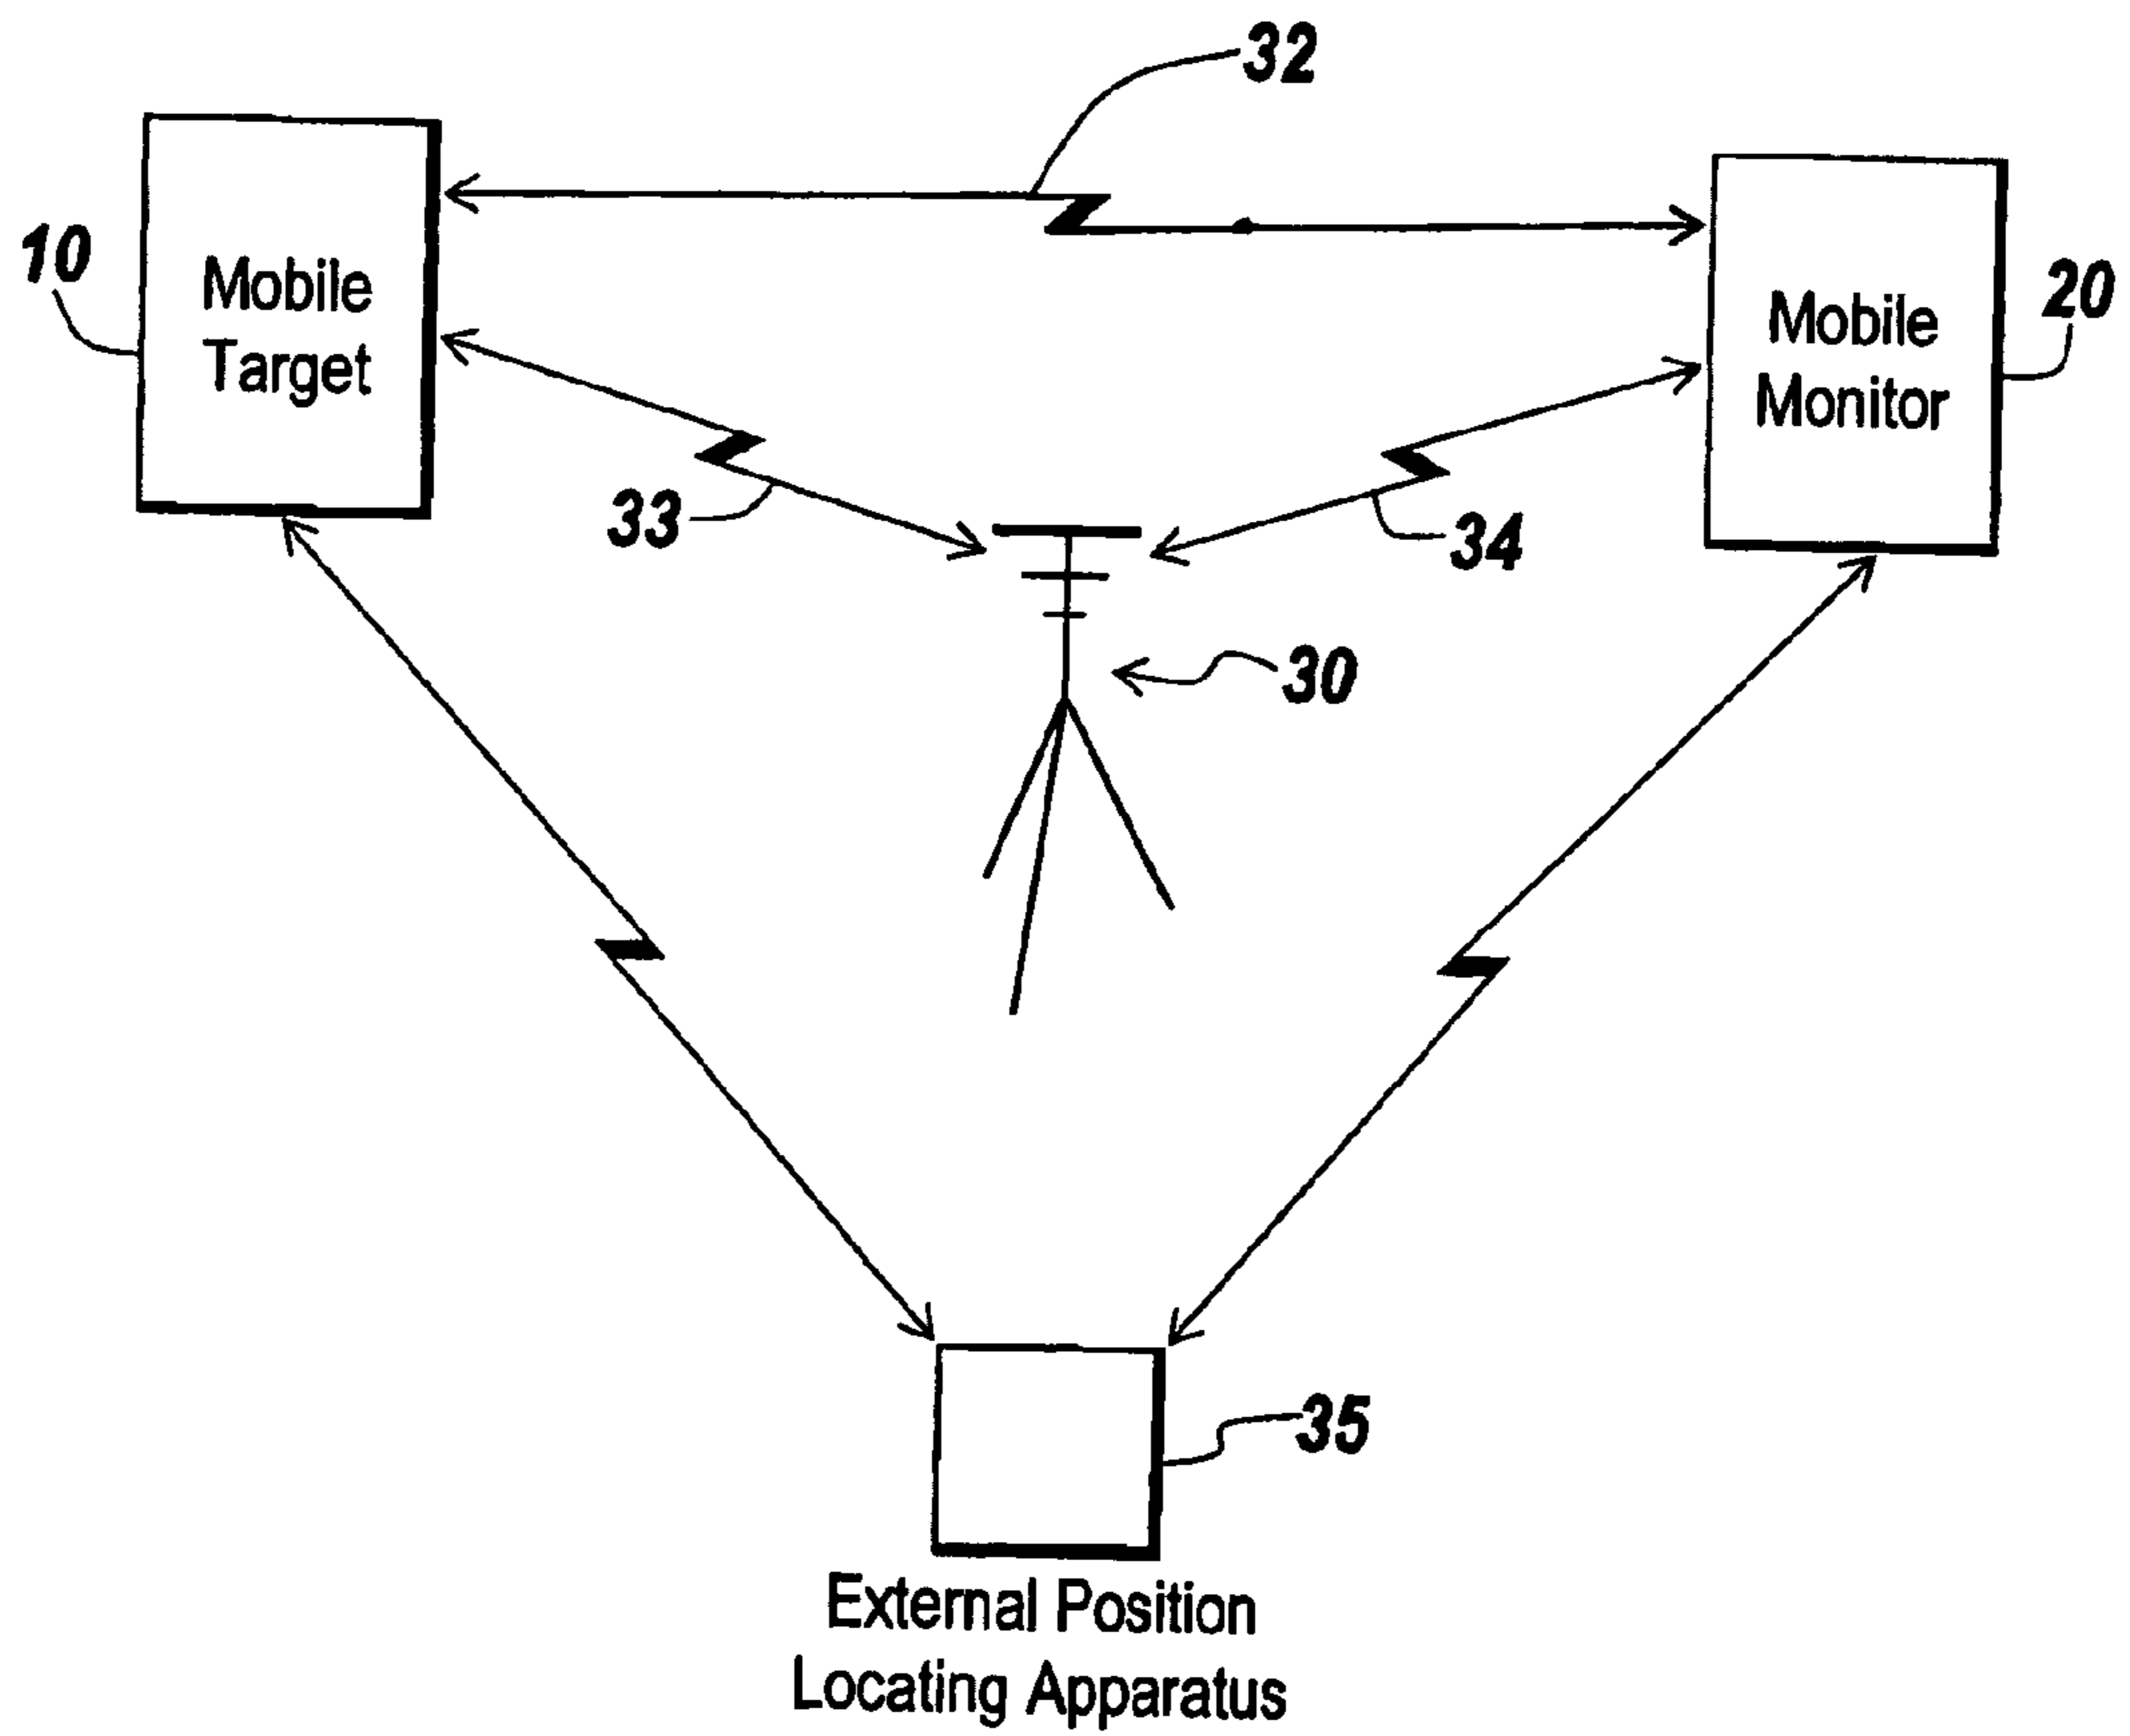 32
10
Mobile
Target
20
Mobile
Monitor
33
34
30
35
External Position
Locating Apparatus